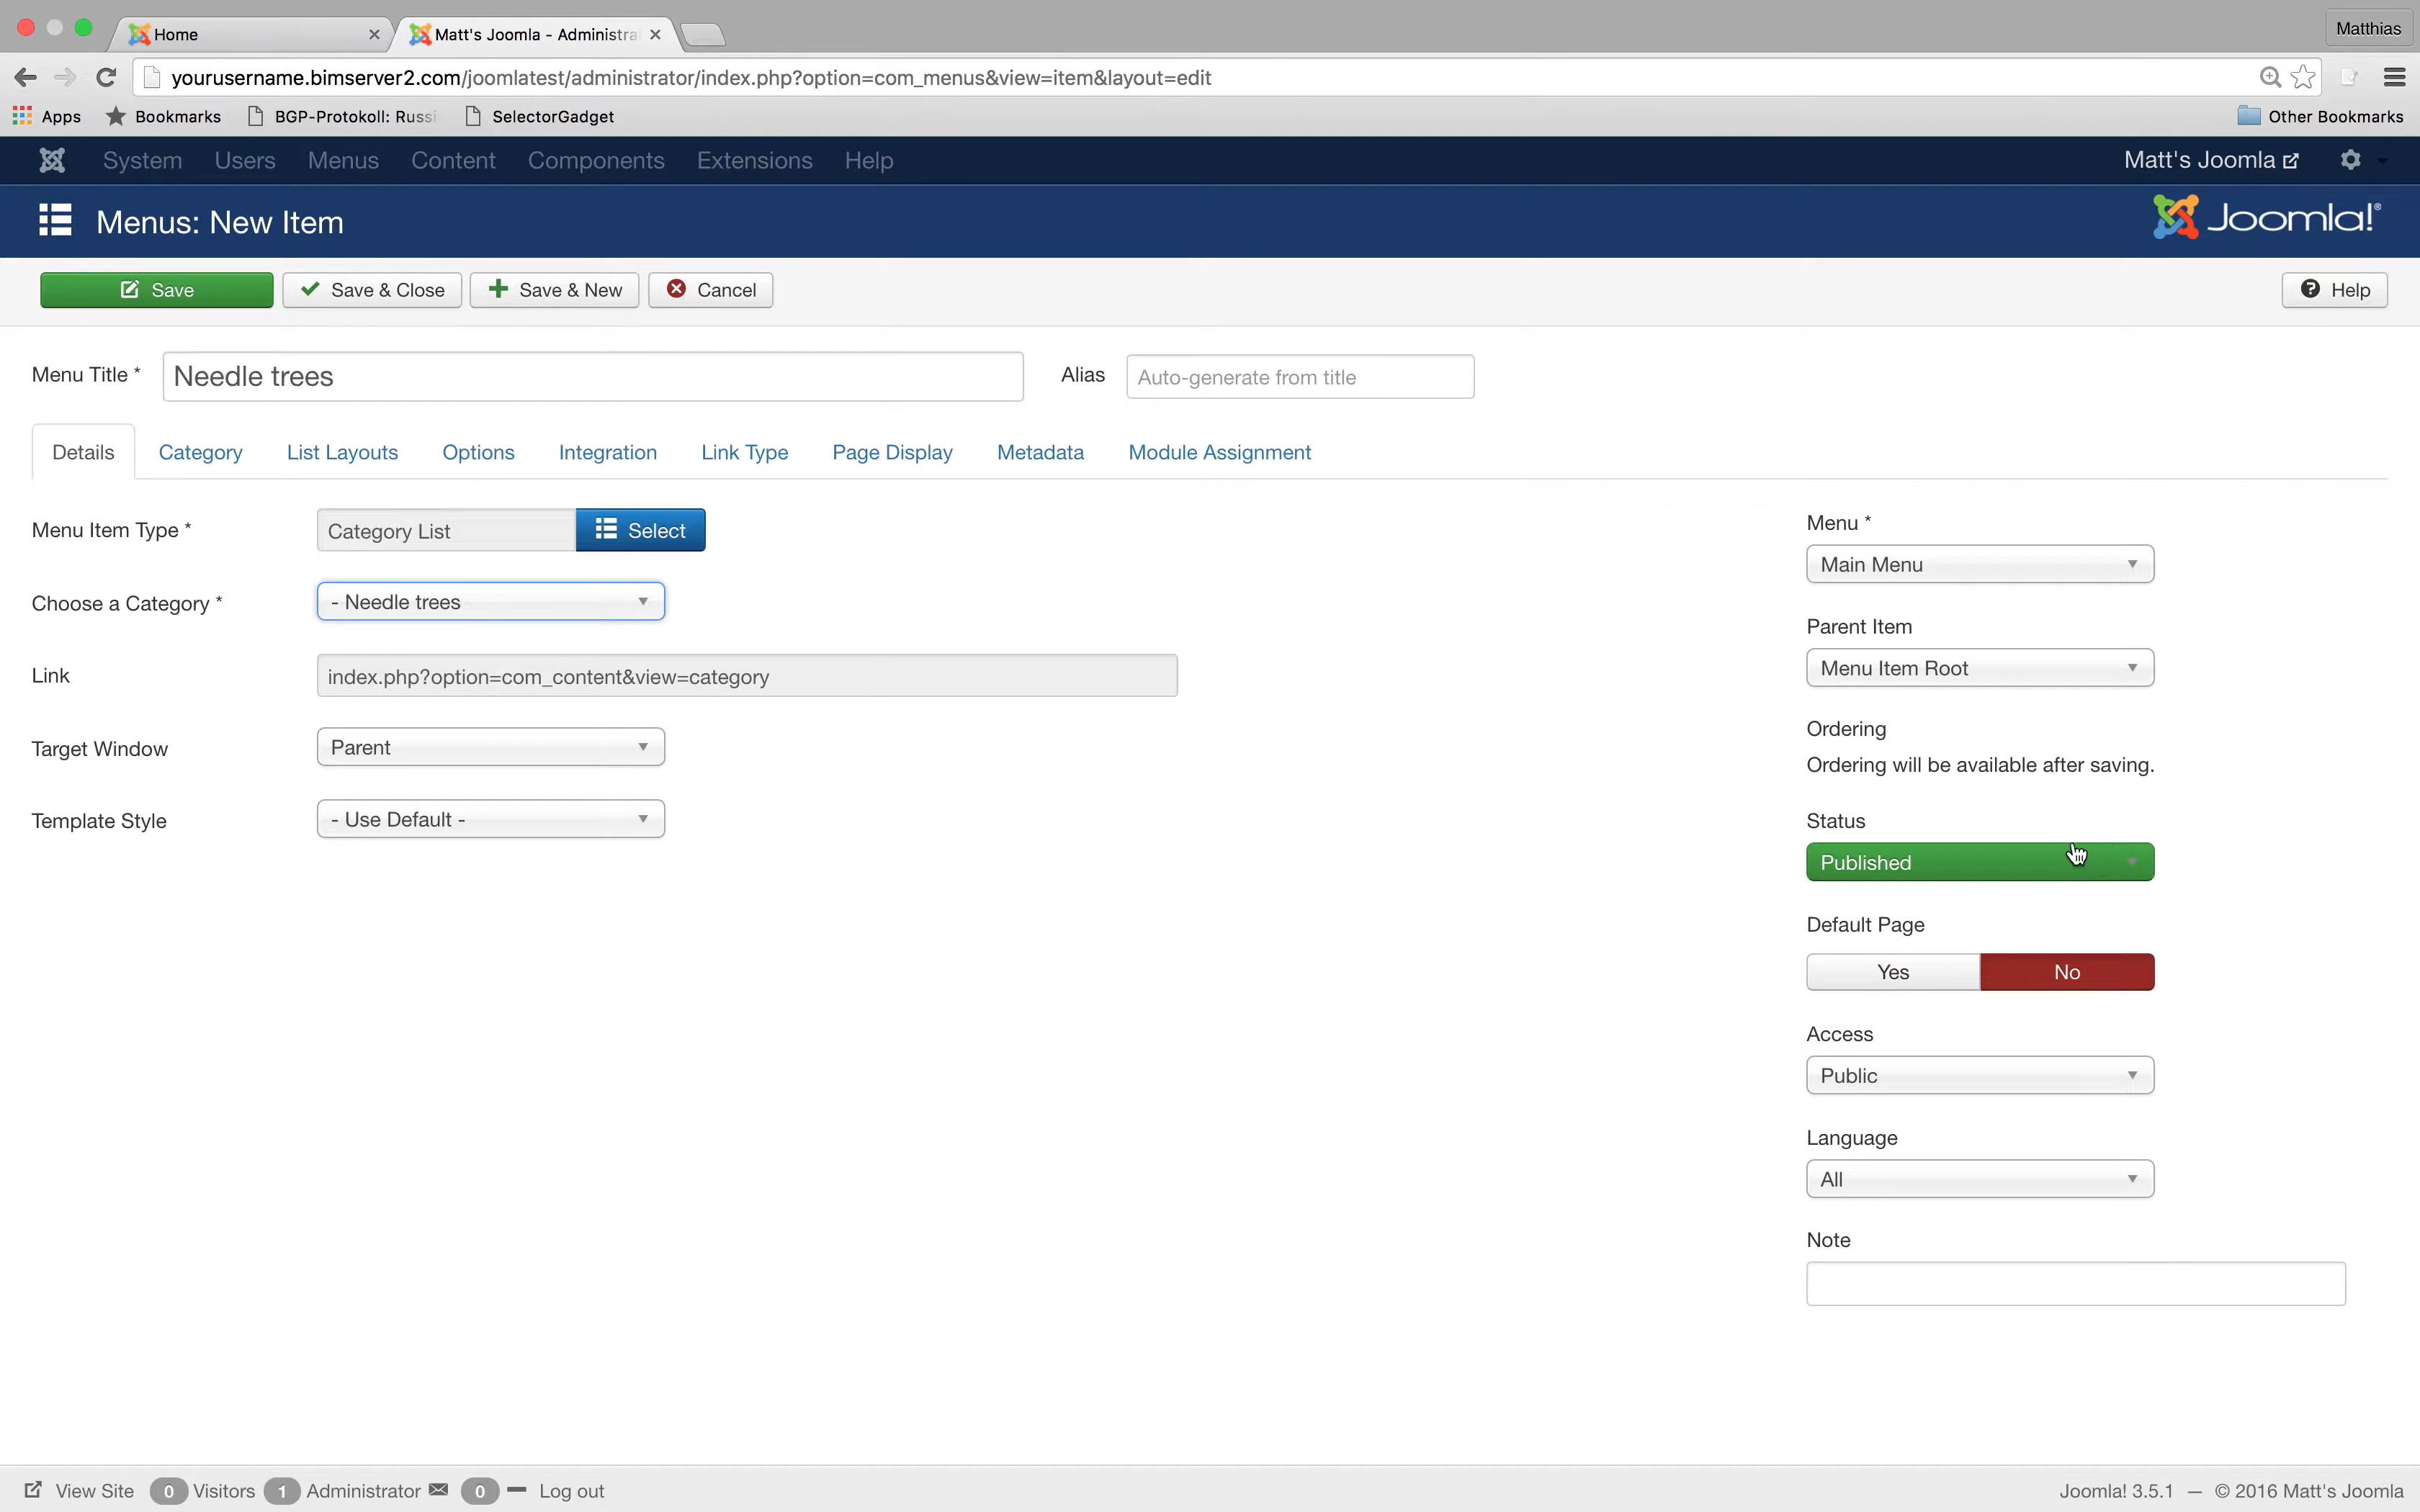 Home
Matt's Joomla - Administra
Matthias
yourusername.bimserver2.com/joomlatest/administrator/index.php?option=com_menus&view=item&layout=edit
Apps Bookmarks BGP-Protokoll: Russi SelectorGadget Other Bookmarks
System Users Menus Content Components Extensions Help Matt's Joomla
Menus: New Item Joomla!®
Save Save & Close Save & New Cancel Help
Menu Title * Needle trees Alias Auto-generate from title
Details Category List Layouts Options Integration Link Type Page Display Metadata Module Assignment
Menu Item Type * Category List Select
Choose a Category * - Needle trees
Link index.php?option=com_content&view=category
Target Window Parent
Template Style - Use Default -
Menu *
Main Menu
Parent Item
Menu Item Root
Ordering
Ordering will be available after saving.
Status
Published
Default Page
Yes No
Access
Public
Language
All
Note
View Site 0 Visitors 1 Administrator 0 Log out Joomla! 3.5.1 — © 2016 Matt's Joomla